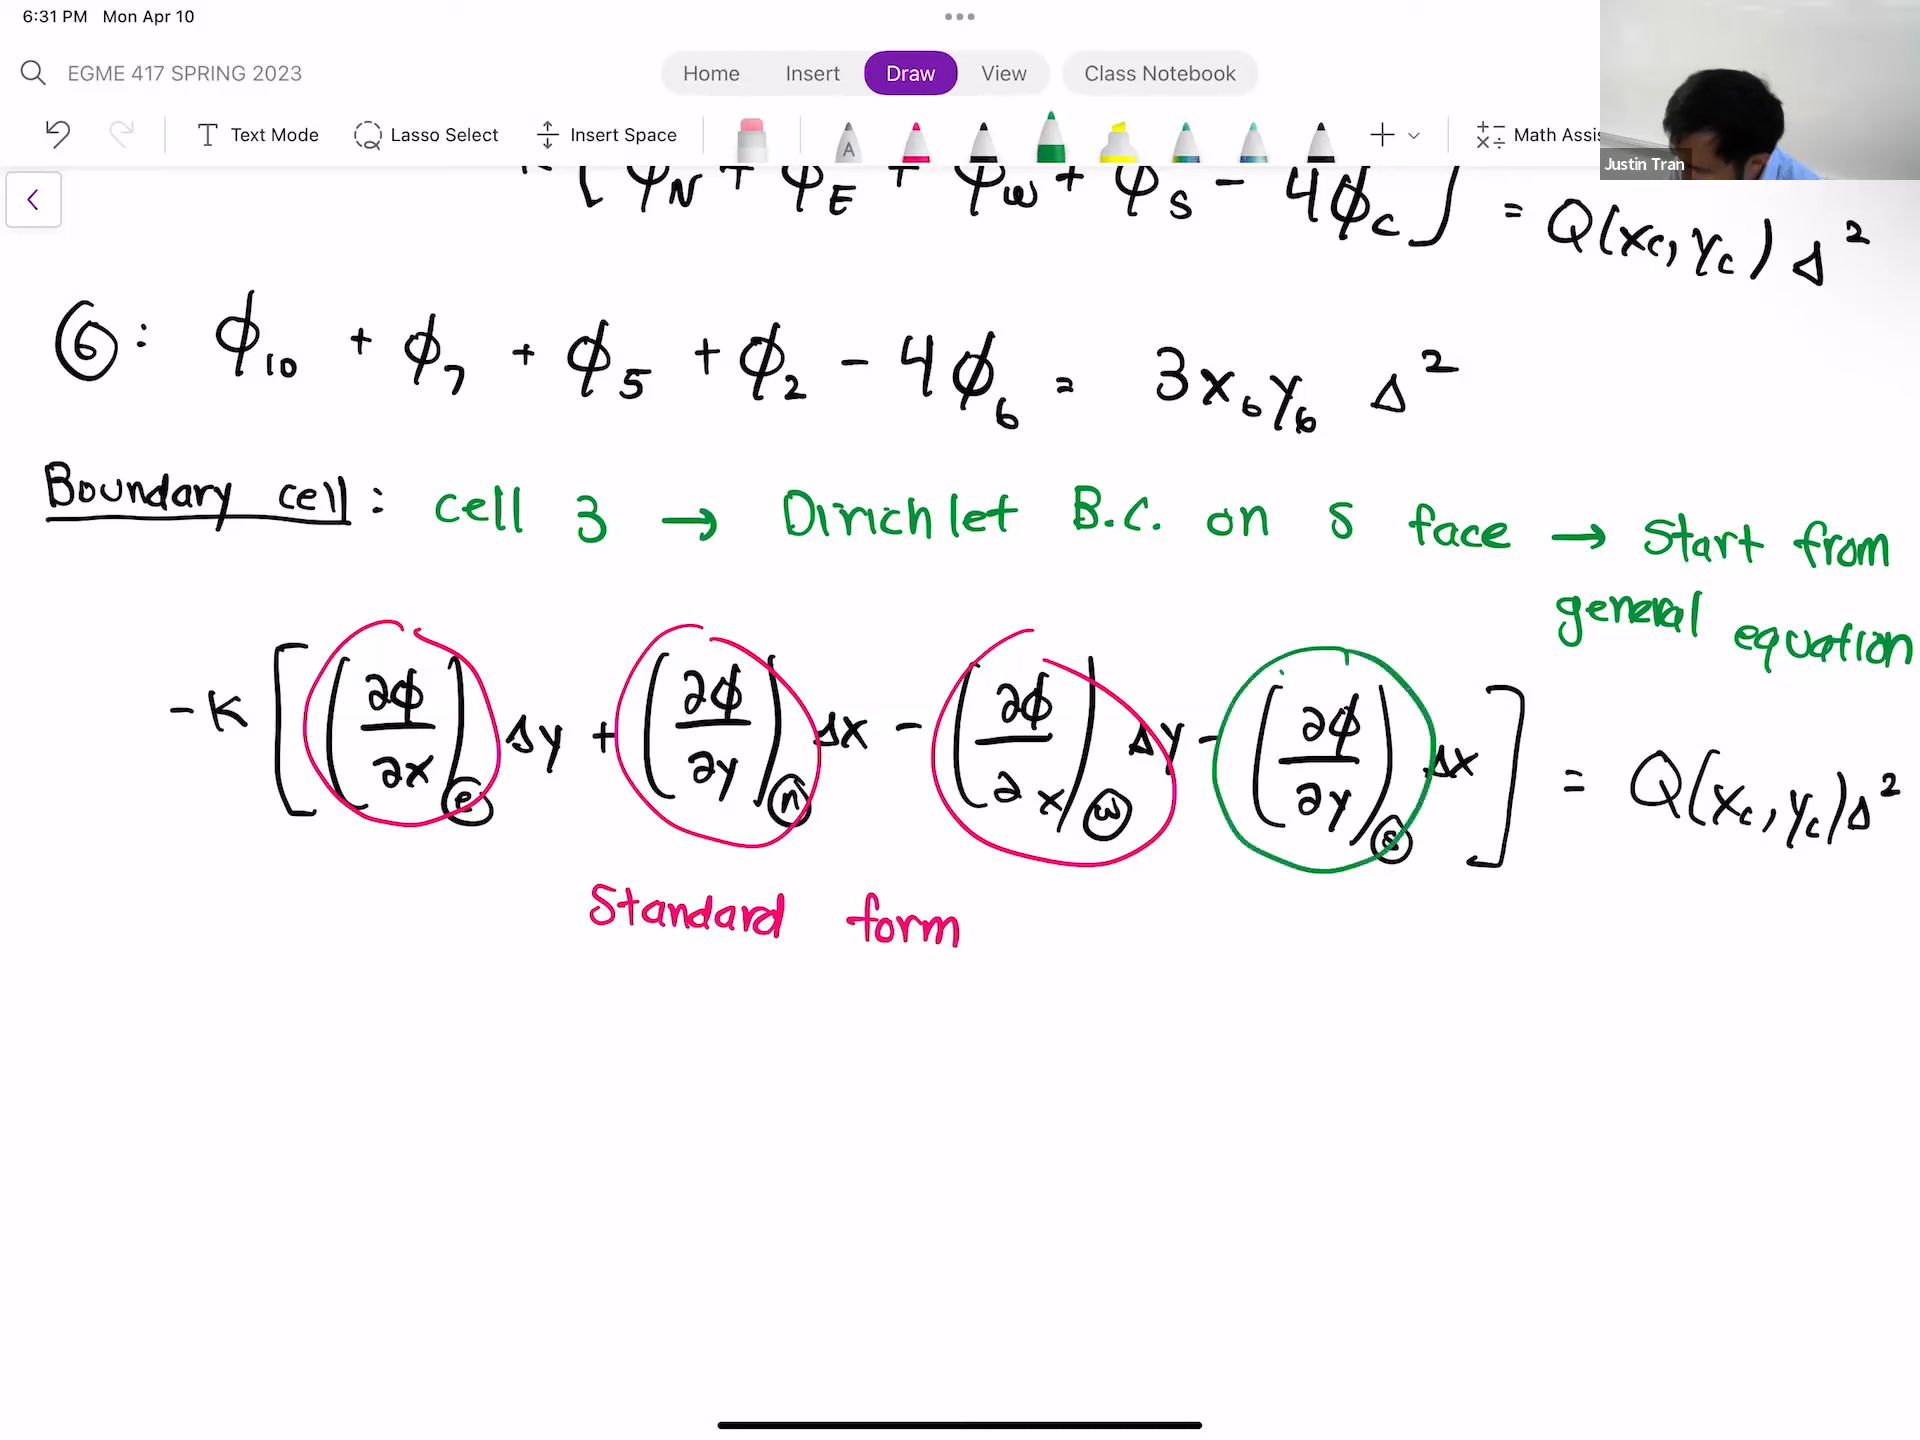 6:31 PM Mon Apr 10
EGME 417 SPRING 2023
Home Insert Draw View Class Notebook
Text Mode Lasso Select Insert Space A Math Assis
Justin Tran
[ φN + φE + φw + φS - 4φC ] = Q(xc, yc) Δ²
⑥: φ10 + φ7 + φ5 + φ2 - 4φ6 = 3x6y6 Δ²
Boundary cell: cell 3 → Dirichlet B.C. on S face → Start from
general equation
-K [ (∂φ/∂x)e Δy + (∂φ/∂y)n Δx - (∂φ/∂x)w Δy - (∂φ/∂y)s Δx ] = Q(xc, yc)Δ²
Standard form